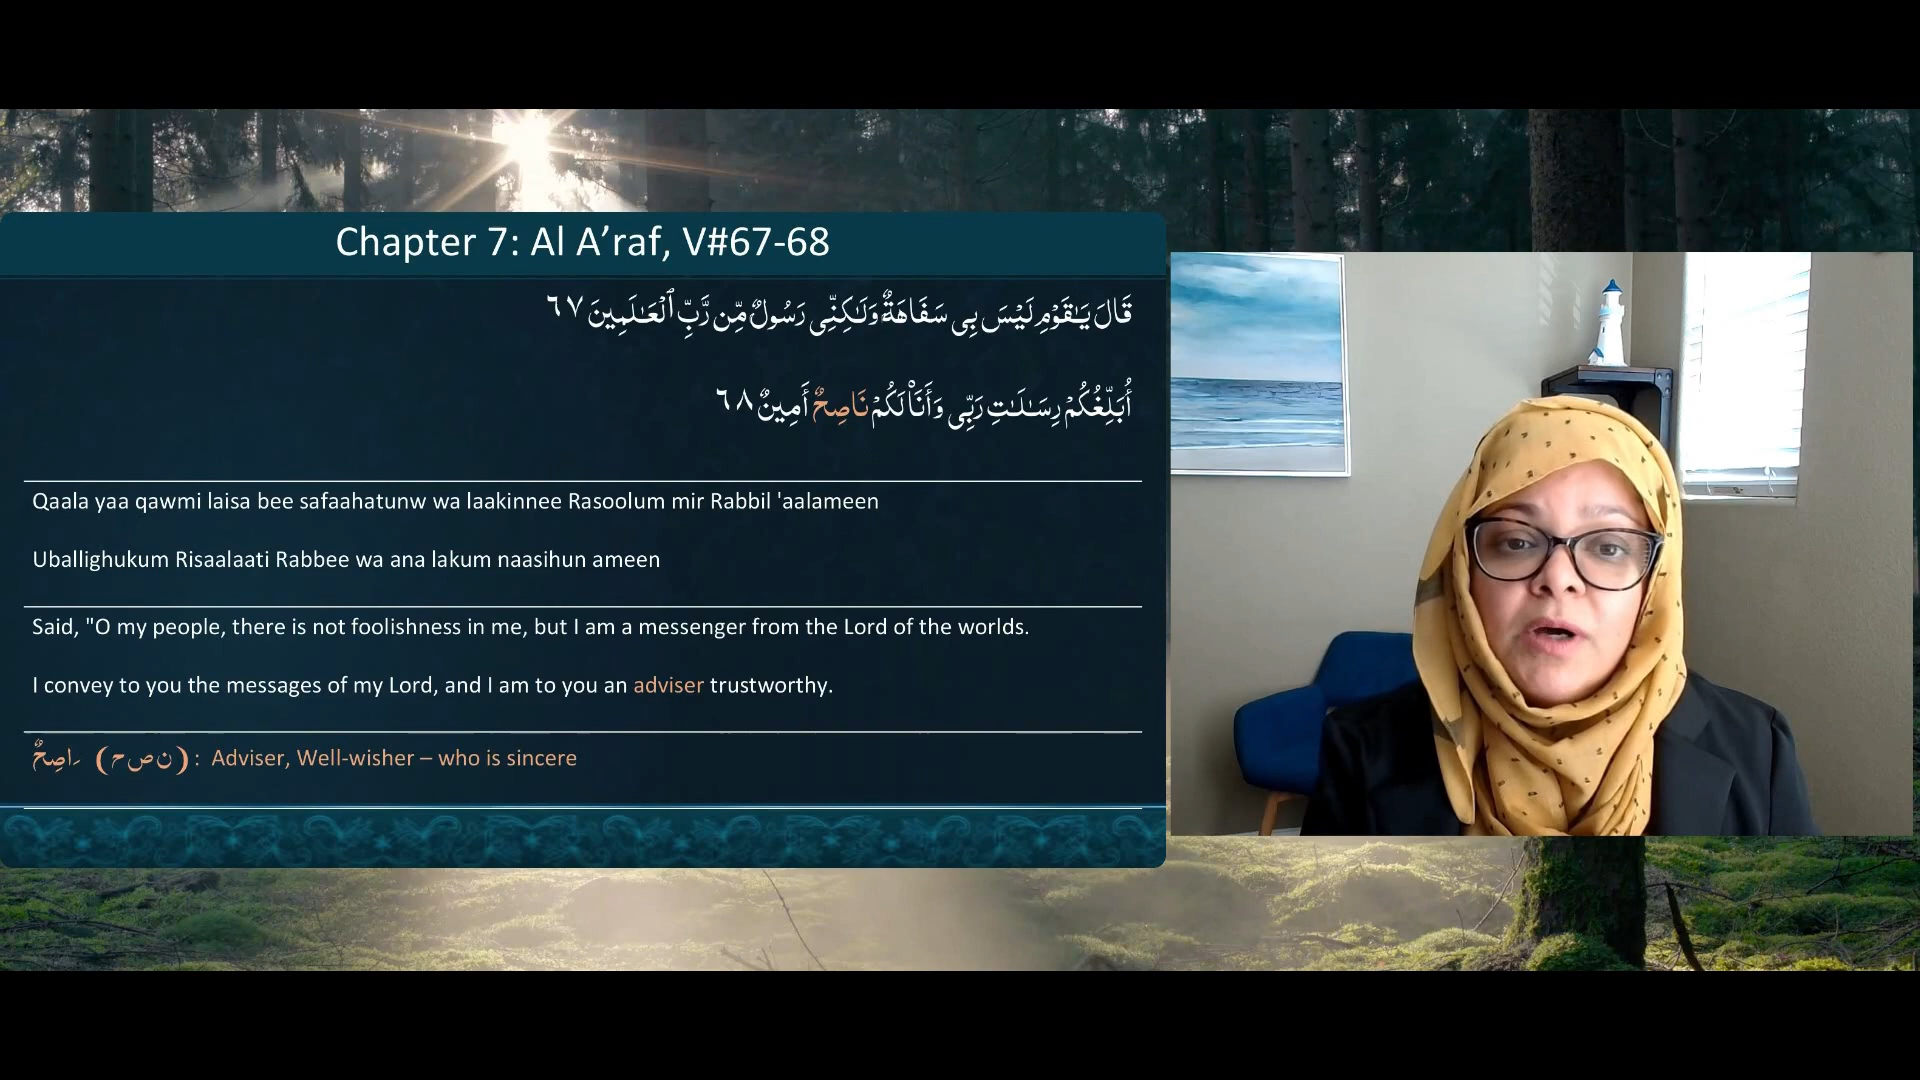 Chapter 7: Al A’raf, V#67-68
قَالَ يَـٰقَوْمِ لَيْسَ بِى سَفَاهَةٌ وَلَـٰكِنِّى رَسُولٌ مِّن رَّبِّ ٱلْعَـٰلَمِينَ ٦٧
أُبَلِّغُكُمْ رِسَـٰلَـٰتِ رَبِّى وَأَنَا۠ لَكُمْ نَاصِحٌ أَمِينٌ ٦٨
Qaala yaa qawmi laisa bee safaahatunw wa laakinnee Rasoolum mir Rabbil 'aalameen
Uballighukum Risaalaati Rabbee wa ana lakum naasihun ameen
Said, "O my people, there is not foolishness in me, but I am a messenger from the Lord of the worlds.
I convey to you the messages of my Lord, and I am to you an adviser trustworthy.
(ن ص ح) : Adviser, Well-wisher – who is sincere